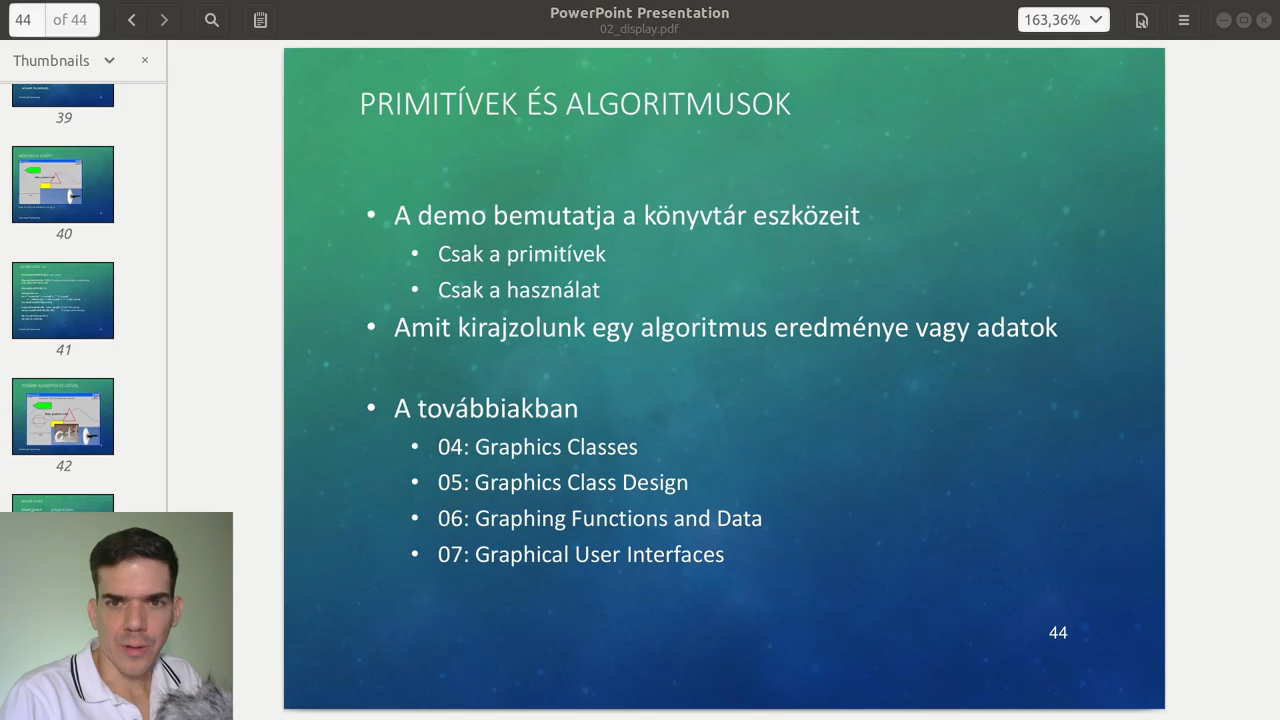 44 of 44
PowerPoint Presentation
02_display.pdf
163,36%
Thumbnails
39
40
41
42
PRIMITÍVEK ÉS ALGORITMUSOK
• A demo bemutatja a könyvtár eszközeit
• Csak a primitívek
• Csak a használat
• Amit kirajzolunk egy algoritmus eredménye vagy adatok
• A továbbiakban
• 04: Graphics Classes
• 05: Graphics Class Design
• 06: Graphing Functions and Data
• 07: Graphical User Interfaces
44